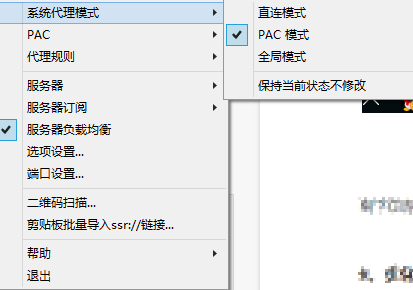 系统代理模式
PAC
代理规则
服务器
服务器订阅
服务器负载均衡
选项设置...
端口设置...
二维码扫描...
剪贴板批量导入ssr://链接...
帮助
退出
直连模式
PAC 模式
全局模式
保持当前状态不修改